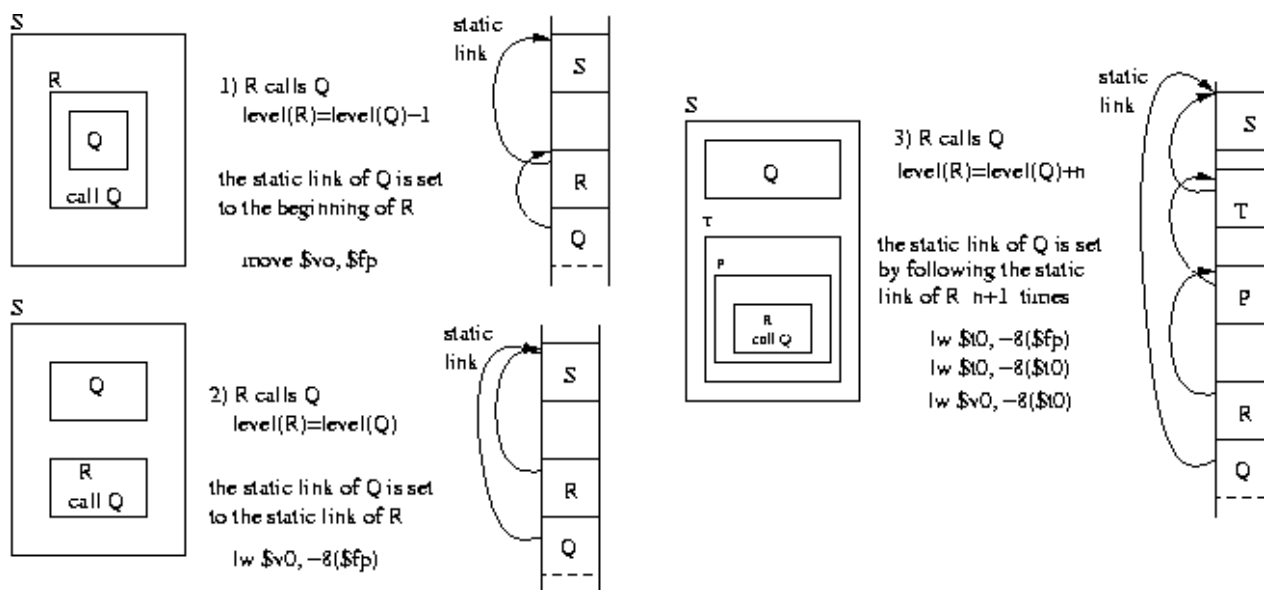 S
R
Q
call Q
1) R calls Q
level(R)=level(Q)−1
the static link of Q is set
to the beginning of R
move $vo, $fp
static
link
S
R
Q
S
Q
R
call Q
2) R calls Q
level(R)=level(Q)
the static link of Q is set
to the static link of R
lw $v0, −8($fp)
static
link
S
R
Q
S
Q
T
P
R
call Q
3) R calls Q
level(R)=level(Q)+n
the static link of Q is set
by following the static
link of R n+1 times
lw $t0, −8($fp)
lw $t0, −8($t0)
lw $v0, −8($t0)
static
link
S
T
P
R
Q